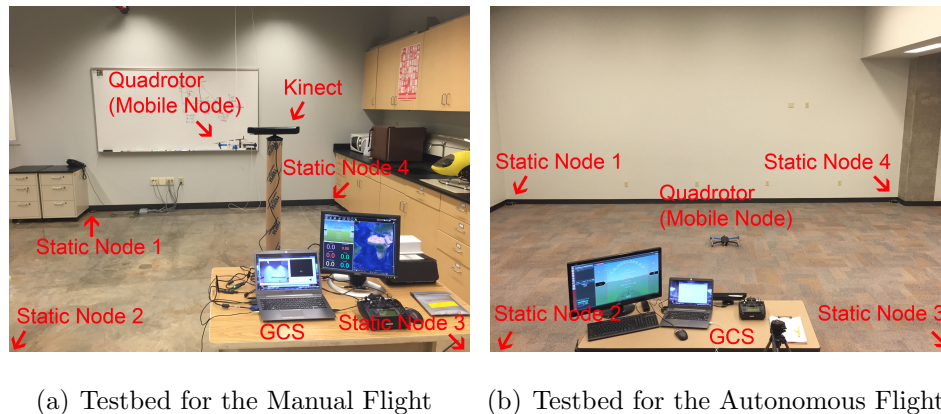 Quadrotor
(Mobile Node)
Kinect
Static Node 4
Static Node 1
Static Node 2
GCS
Static Node 3
Static Node 1
Static Node 4
Quadrotor
(Mobile Node)
Static Node 2
GCS
Static Node 3
(a) Testbed for the Manual Flight
(b) Testbed for the Autonomous Flight